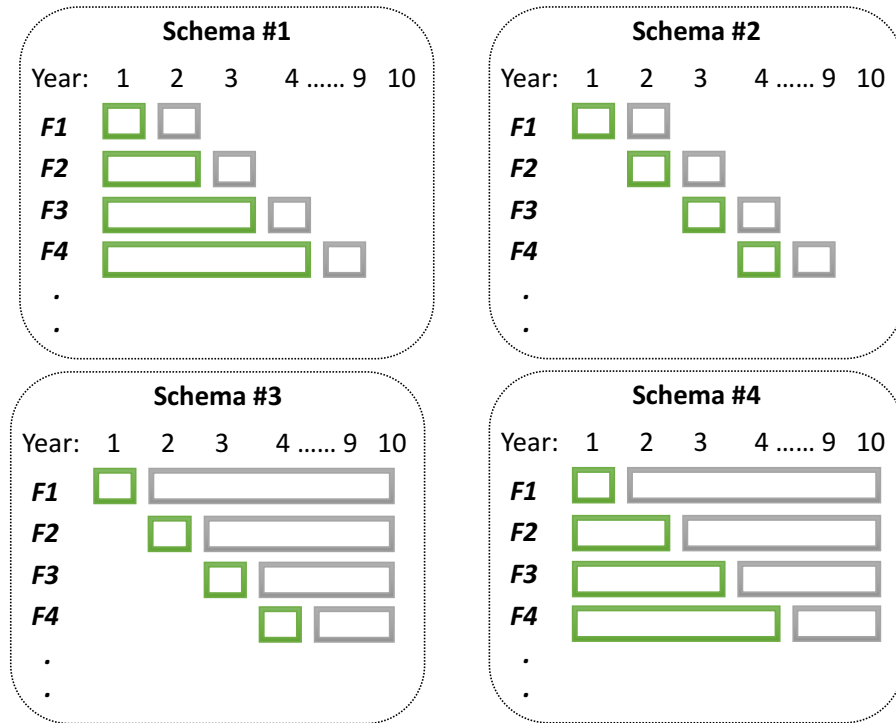 Schema #1
Year: 1 2 3 4 ...... 9 10
F1
F2
F3
F4
.
.
Schema #2
Year: 1 2 3 4 ...... 9 10
F1
F2
F3
F4
.
.
Schema #3
Year: 1 2 3 4 ...... 9 10
F1
F2
F3
F4
.
.
Schema #4
Year: 1 2 3 4 ...... 9 10
F1
F2
F3
F4
.
.